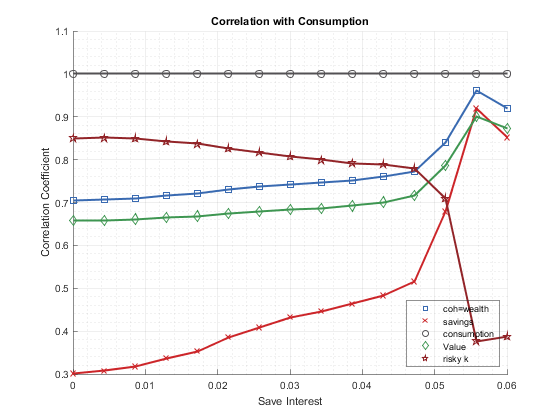 Correlation with Consumption
1.1
1
0.9
0.8
0.7
0.6
0.5
0.4
0.3
Correlation Coefficient
0
0.01
0.02
0.03
0.04
0.05
0.06
Save Interest
coh=wealth
savings
consumption
Value
risky k